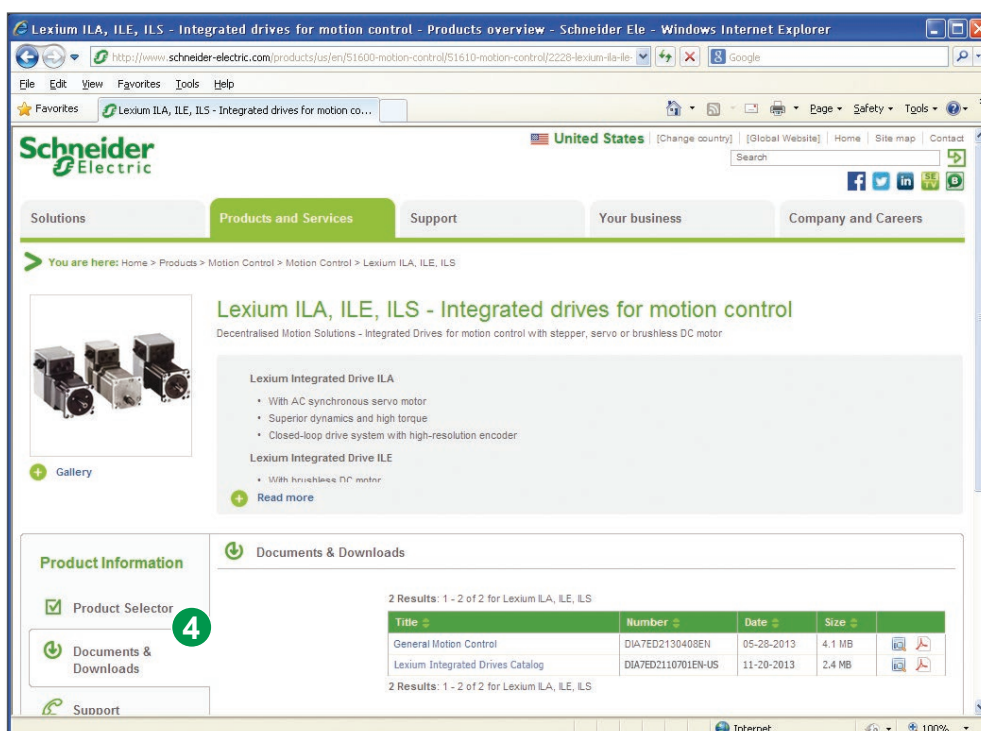 Lexium ILA, ILE, ILS - Integrated drives for motion control - Products overview - Schneider Ele - Windows Internet Explorer
http://www.schneider-electric.com/products/us/en/51600-motion-control/51610-motion-control/2228-lexium-ila-ile-
Google
File Edit View Favorites Tools Help
Favorites
Lexium ILA, ILE, ILS - Integrated drives for motion co...
Page Safety Tools
Schneider
Electric
United States [Change country] [Global Website] Home Site map Contact
Search
SE TV
B
Solutions
Products and Services
Support
Your business
Company and Careers
You are here: Home > Products > Motion Control > Motion Control > Lexium ILA, ILE, ILS
Lexium ILA, ILE, ILS - Integrated drives for motion control
Decentralised Motion Solutions - Integrated Drives for motion control with stepper, servo or brushless DC motor
Lexium Integrated Drive ILA
• With AC synchronous servo motor
• Superior dynamics and high torque
• Closed-loop drive system with high-resolution encoder
Lexium Integrated Drive ILE
• With brushless DC motor
Gallery
Read more
Product Information
Product Selector
4
Documents &
Downloads
Support
Documents & Downloads
2 Results: 1 - 2 of 2 for Lexium ILA, ILE, ILS
Title Number Date Size
General Motion Control DIA7ED2130408EN 05-28-2013 4.1 MB
Lexium Integrated Drives Catalog DIA7ED2110701EN-US 11-20-2013 2.4 MB
2 Results: 1 - 2 of 2 for Lexium ILA, ILE, ILS
Internet
100%